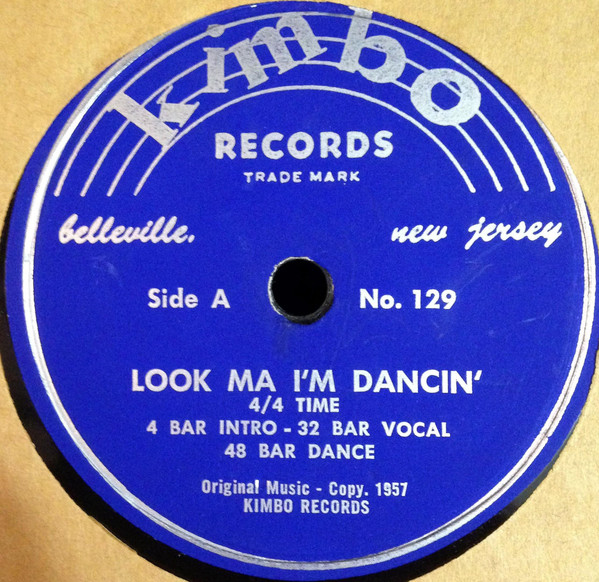 kimbo
RECORDS
TRADE MARK
belleville. new jersey
Side A No. 129
LOOK MA I'M DANCIN'
4/4 TIME
4 BAR INTRO - 32 BAR VOCAL
48 BAR DANCE
Original Music - Copy. 1957
KIMBO RECORDS